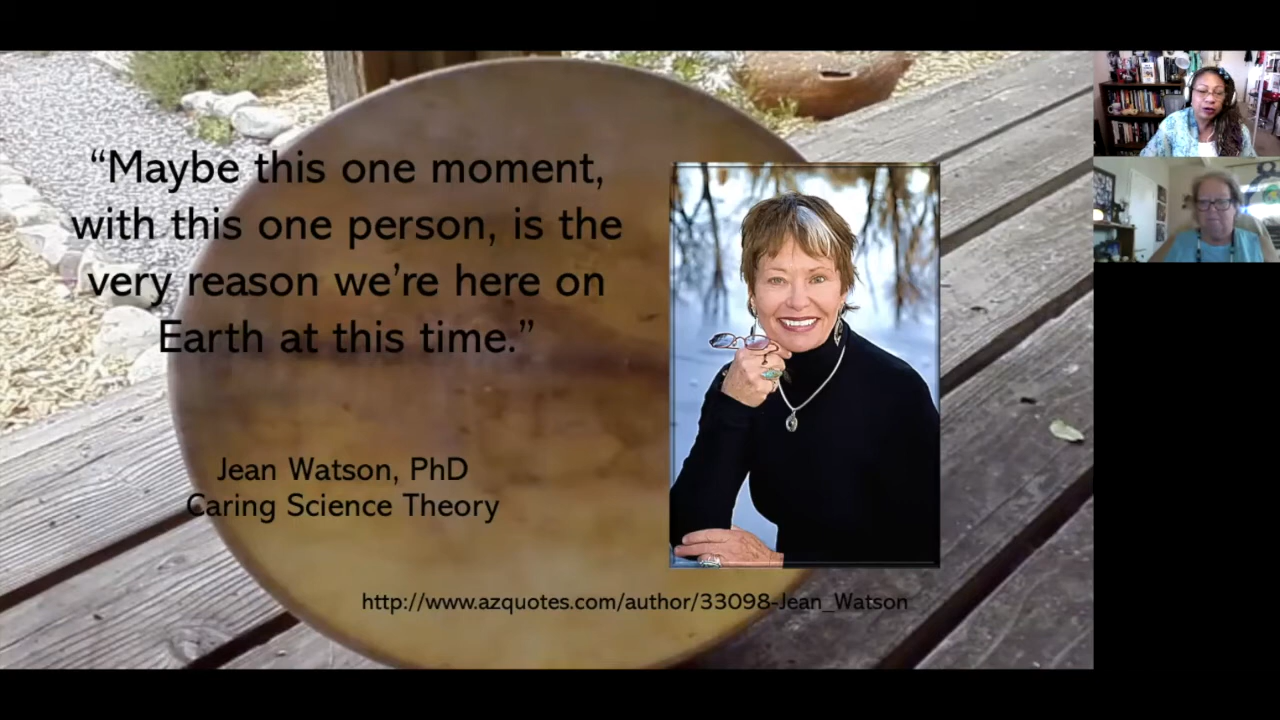 “Maybe this one moment,
with this one person, is the
very reason we’re here on
Earth at this time.”
Jean Watson, PhD
Caring Science Theory
http://www.azquotes.com/author/33098-Jean_Watson